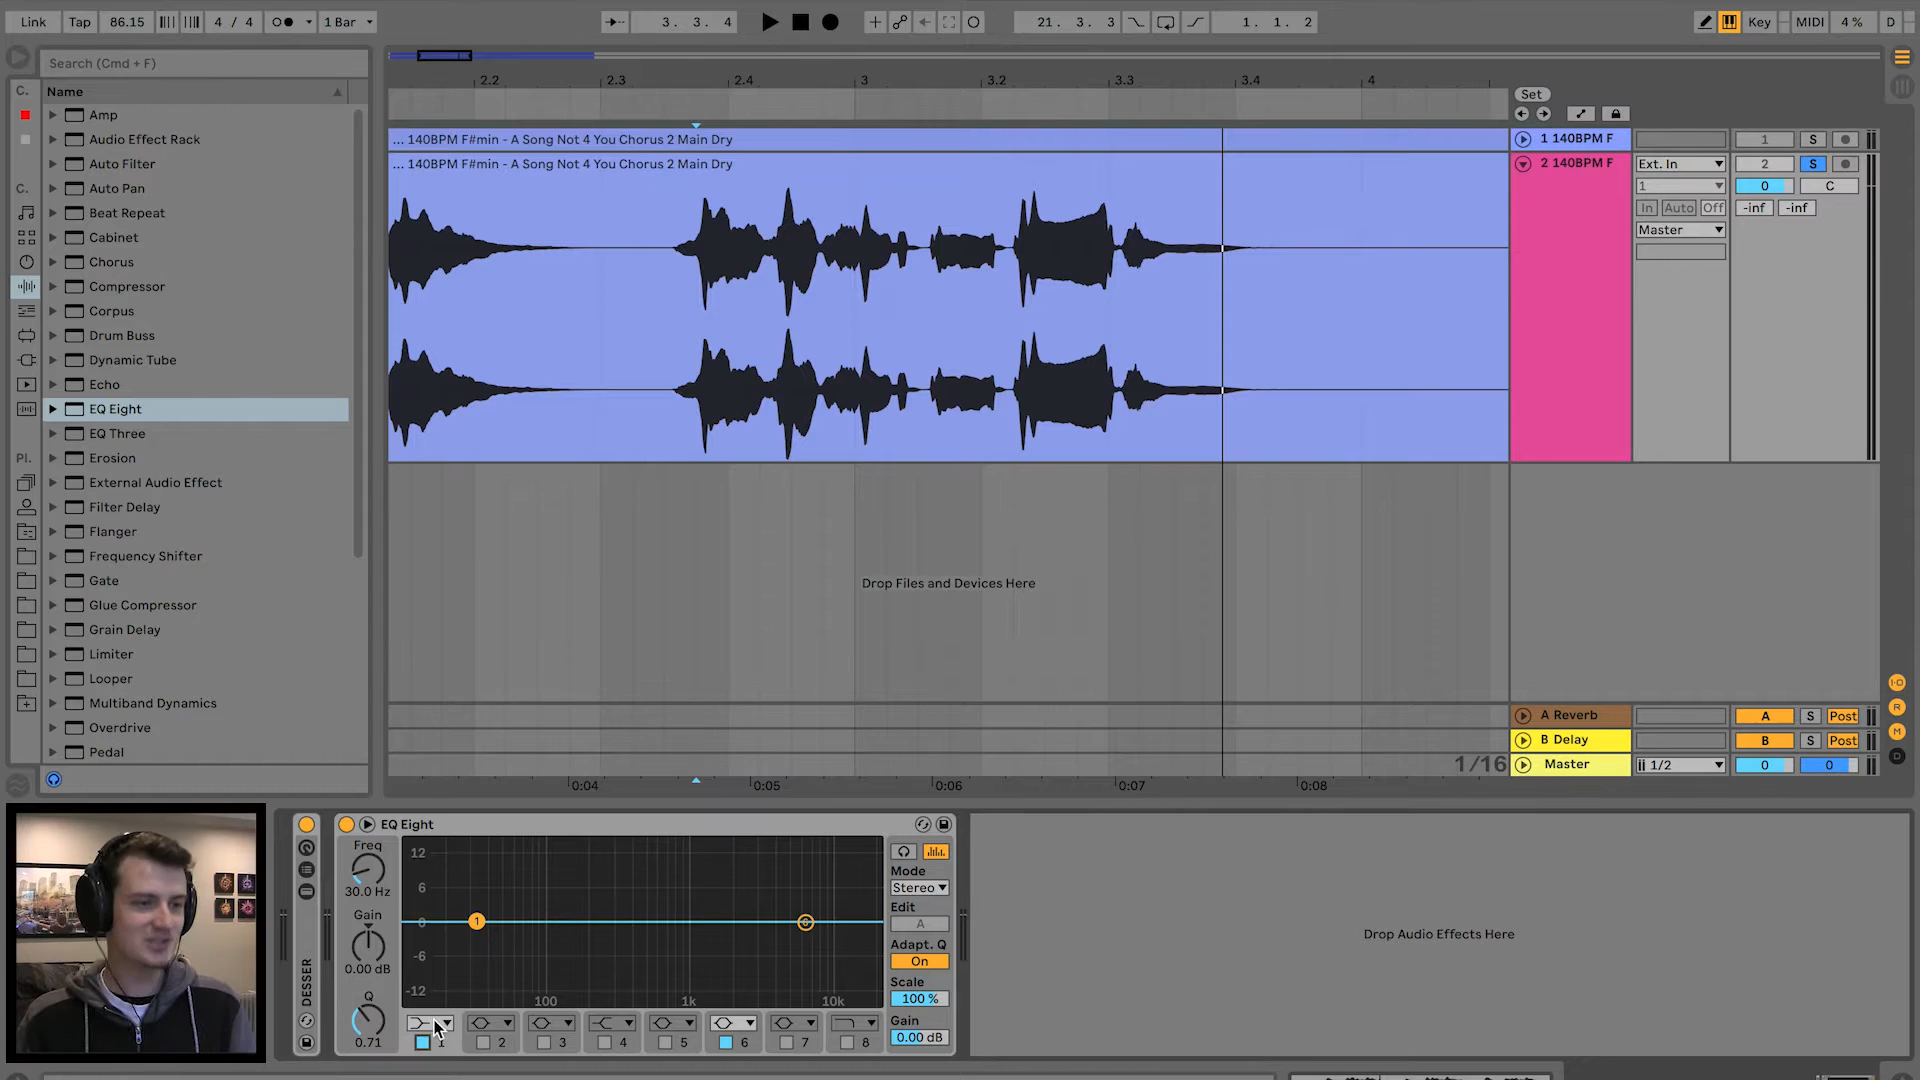 Link Tap 86.15 4 / 4 1 Bar 3. 3. 4 21. 3. 3 1. 1. 2 Key MIDI 4 % D
Search (Cmd + F)
C.
Name
Amp
Audio Effect Rack
Auto Filter
C.
Auto Pan
Beat Repeat
Cabinet
Chorus
Compressor
Corpus
Drum Buss
Dynamic Tube
Echo
EQ Eight
EQ Three
Pl.
Erosion
External Audio Effect
Filter Delay
Flanger
Frequency Shifter
Gate
Glue Compressor
Grain Delay
Limiter
Looper
Multiband Dynamics
Overdrive
Pedal
2.2 2.3 2.4 3 3.2 3.3 3.4 4
Set
... 140BPM F#min - A Song Not 4 You Chorus 2 Main Dry
1 140BPM F 1 S
... 140BPM F#min - A Song Not 4 You Chorus 2 Main Dry
2 140BPM F Ext. In 2 S
1 0 C
In Auto Off -inf -inf
Master
Drop Files and Devices Here
I·O
R
M
D
A Reverb A S Post
B Delay B S Post
1/16 Master 1/2 0 0
0:04 0:05 0:06 0:07 0:08
DESSER
EQ Eight
Freq
30.0 Hz
Gain
0.00 dB
Q
0.71
12
6
0
-6
-12
100 1k 10k
1 6
1 2 3 4 5 6 7 8
Mode
Stereo
Edit
A
Adapt. Q
On
Scale
100 %
Gain
0.00 dB
Drop Audio Effects Here